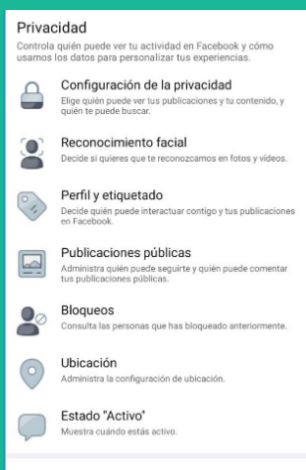 Privacidad
Controla quién puede ver tu actividad en Facebook y cómo
usamos los datos para personalizar tus experiencias.
Configuración de la privacidad
Elige quién puede ver tus publicaciones y tu contenido, y
quién te puede buscar.
Reconocimiento facial
Decide si quieres que te reconozcamos en fotos y vídeos.
Perfil y etiquetado
Decide quién puede interactuar contigo y tus publicaciones
en Facebook.
Publicaciones públicas
Administra quién puede seguirte y quién puede comentar
tus publicaciones públicas.
Bloqueos
Consulta las personas que has bloqueado anteriormente.
Ubicación
Administra la configuración de ubicación.
Estado "Activo"
Muestra cuándo estás activo.